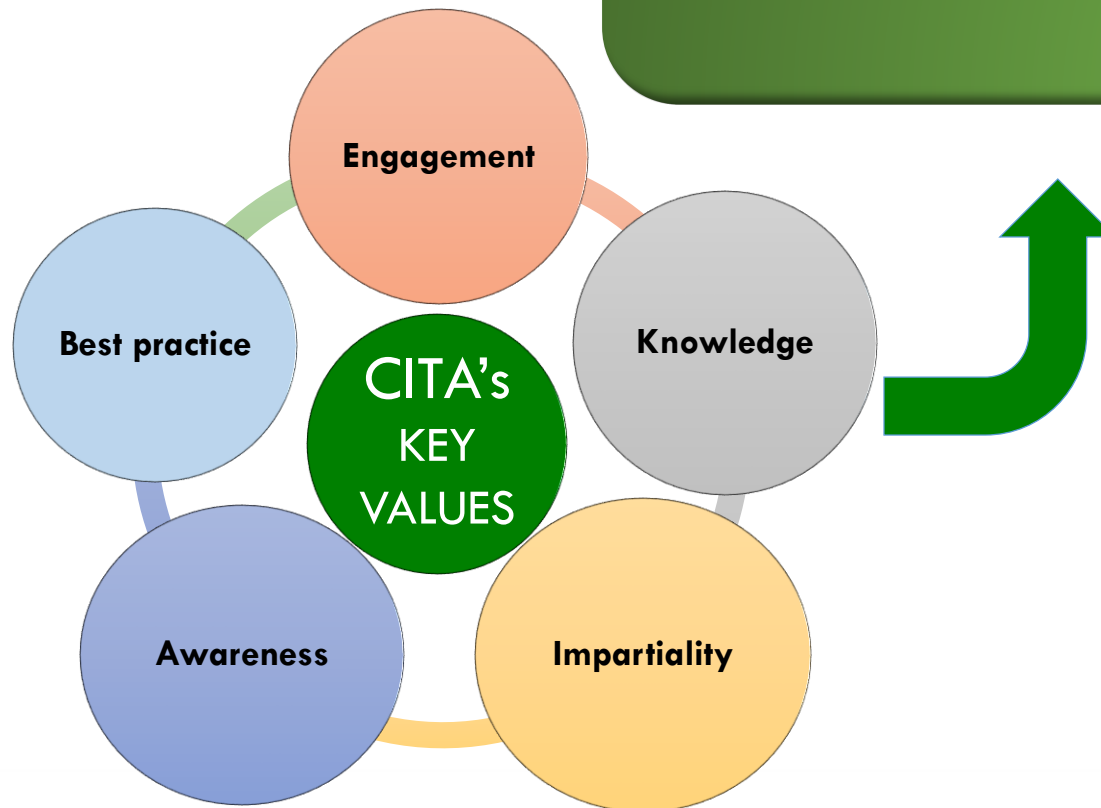 Engagement
Knowledge
Best practice
CITA's
KEY
VALUES
Awareness
Impartiality